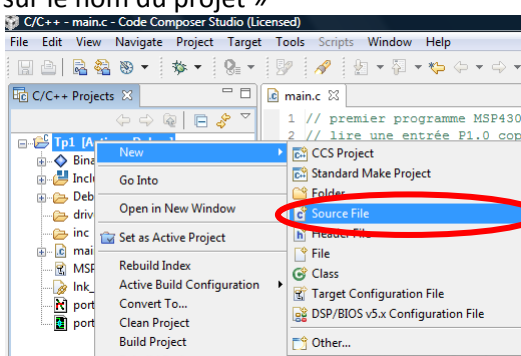 sur le nom du projet »
C/C++ - main.c - Code Composer Studio (Licensed)
File Edit View Navigate Project Target Tools Scripts Window Help
C/C++ Projects
main.c
1 // premier programme MSP430
2 // lire une entrée P1.0 cop
Tp1
New
CCS Project
Bina
Standard Make Project
Inclu
Go Into
Folder
Deb
Open in New Window
Source File
driv
Header File
inc
Set as Active Project
File
mai
Class
MSP
Rebuild Index
Target Configuration File
lnk_
Active Build Configuration
DSP/BIOS v5.x Configuration File
port
Convert To...
port
Clean Project
Other...
Build Project